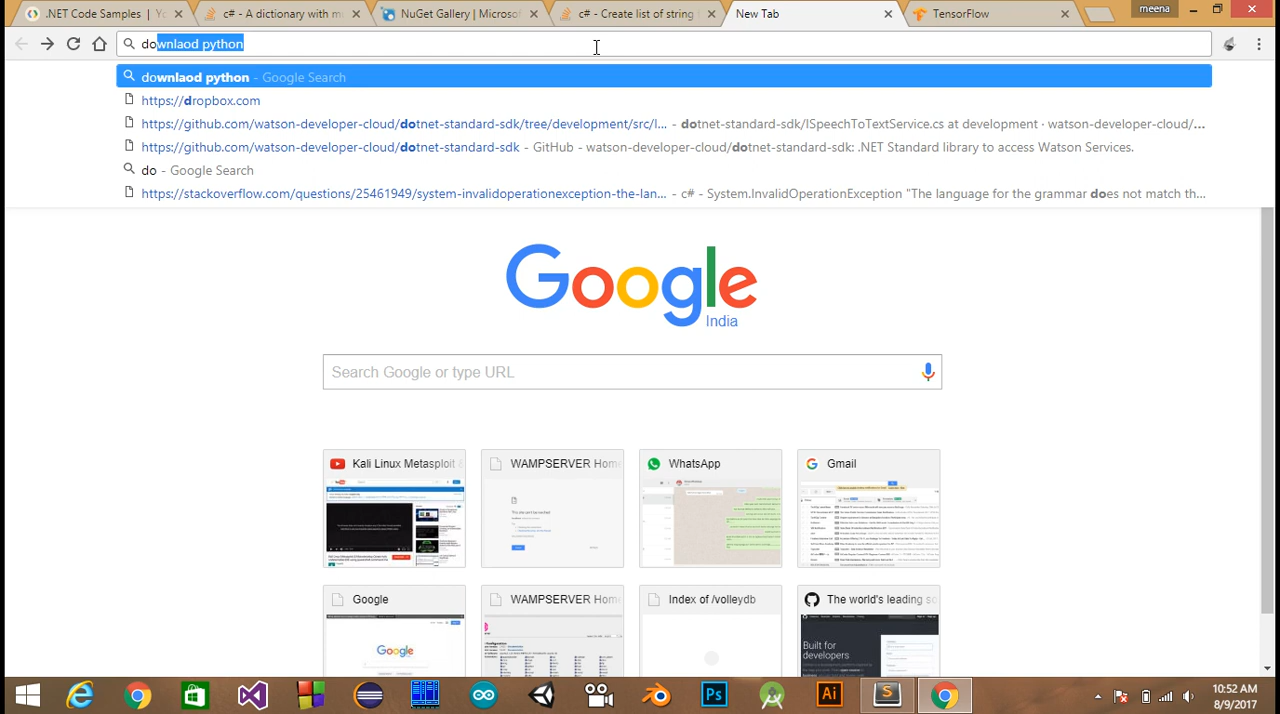 .NET Code Samples | Y
c# - A dictionary with m
NuGet Gallery | Microsof
c# - Create list of string
New Tab
TensorFlow
meena
downlaod python
downlaod python - Google Search
https://dropbox.com
https://github.com/watson-developer-cloud/dotnet-standard-sdk/tree/development/src/I... - dotnet-standard-sdk/ISpeechToTextService.cs at development · watson-developer-cloud/...
https://github.com/watson-developer-cloud/dotnet-standard-sdk - GitHub - watson-developer-cloud/dotnet-standard-sdk: .NET Standard library to access Watson Services.
do - Google Search
https://stackoverflow.com/questions/25461949/system-invalidoperationexception-the-lan... - c# - System.InvalidOperationException "The language for the grammar does not match th...
Google
India
Search Google or type URL
Kali Linux Metasploit
WAMPSERVER Hom
WhatsApp
Gmail
Google
WAMPSERVER Hom
Index of /volleydb
The world's leading so
Google
Built for
developers
Ps
Ai
10:52 AM
8/9/2017